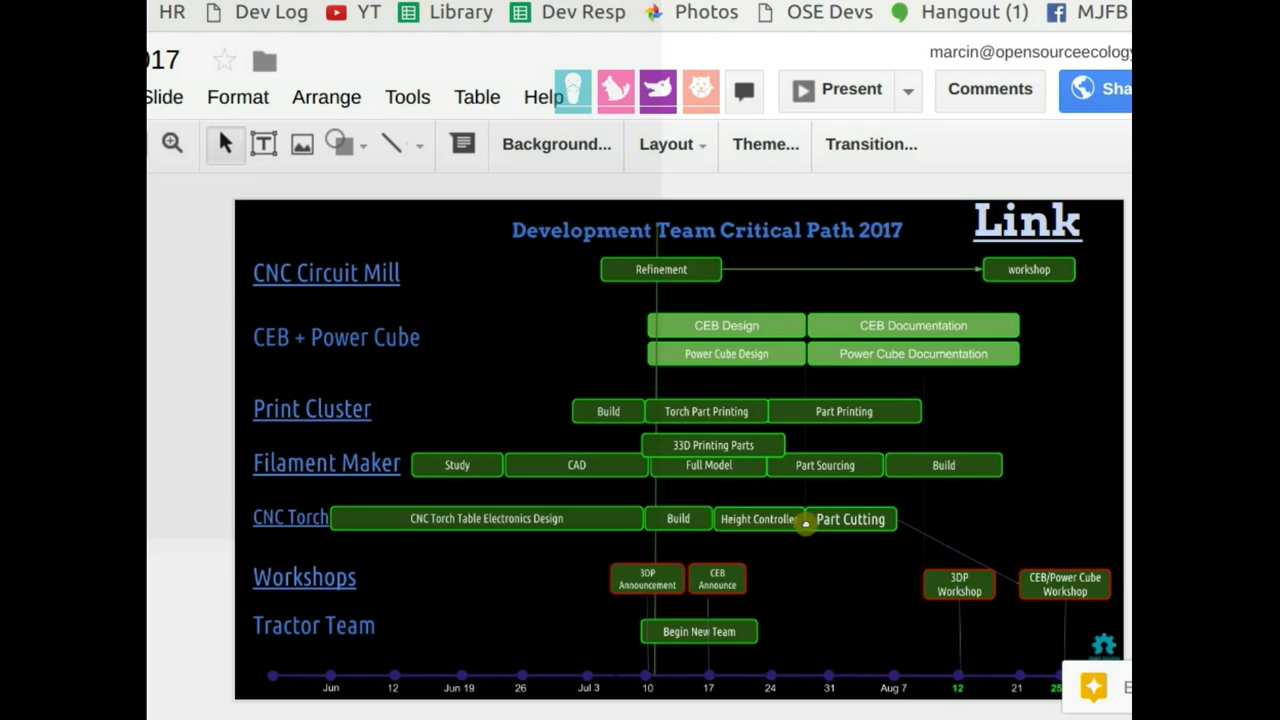 HR Dev Log YT Library Dev Resp Photos OSE Devs Hangout (1) MJFB
2017
marcin@opensourceecology
Slide Format Arrange Tools Table Help Present Comments Sha
Background... Layout Theme... Transition...
Development Team Critical Path 2017
Link
CNC Circuit Mill
Refinement
workshop
CEB + Power Cube
CEB Design
CEB Documentation
Power Cube Design
Power Cube Documentation
Print Cluster
Build
Torch Part Printing
Part Printing
33D Printing Parts
Filament Maker
Study
CAD
Full Model
Part Sourcing
Build
CNC Torch
CNC Torch Table Electronics Design
Build
Height Controller
Part Cutting
Workshops
3DP
Announcement
CEB
Announce
3DP
Workshop
CEB/Power Cube
Workshop
Tractor Team
Begin New Team
Jun 12 Jun 19 26 Jul 3 10 17 24 31 Aug 7 12 21 25